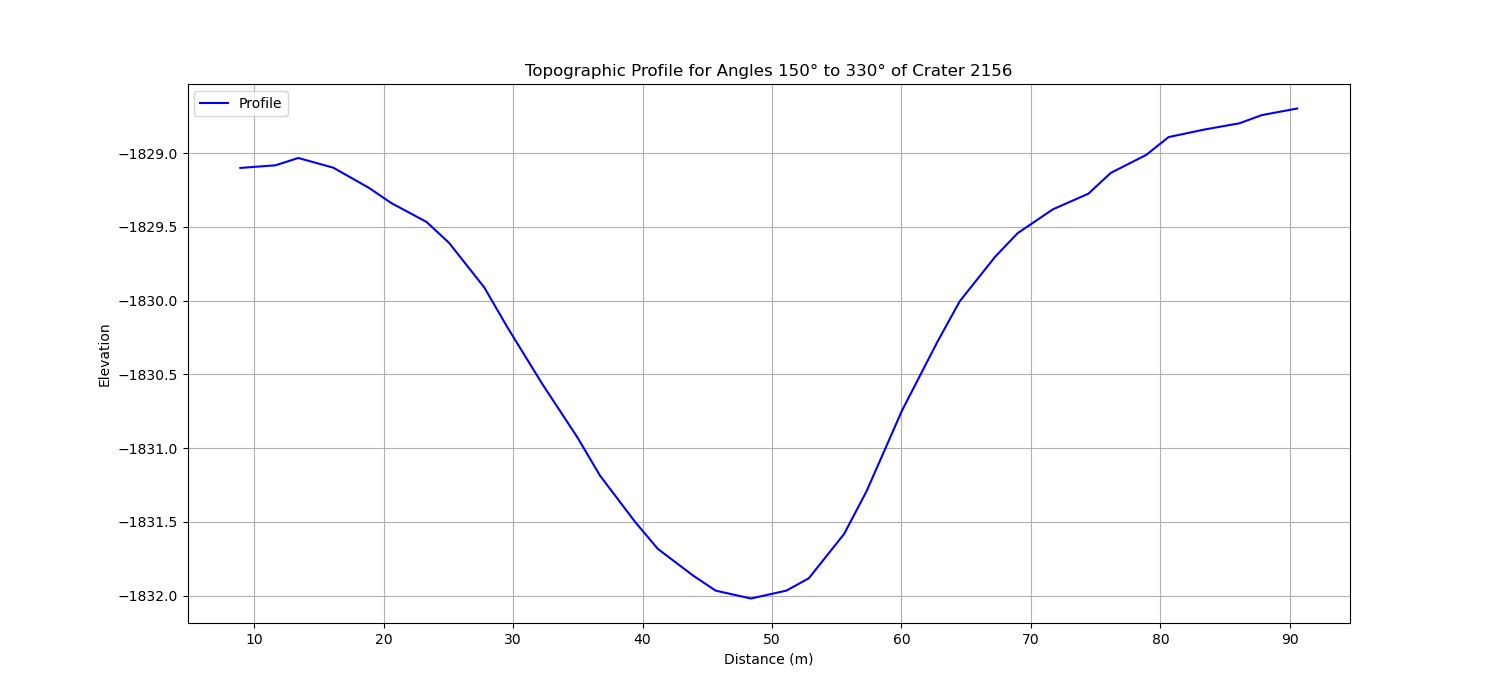 Topographic Profile for Angles 150° to 330° of Crater 2156
Profile
−1829.0
−1829.5
−1830.0
−1830.5
−1831.0
−1831.5
−1832.0
Elevation
10 20 30 40 50 60 70 80 90
Distance (m)